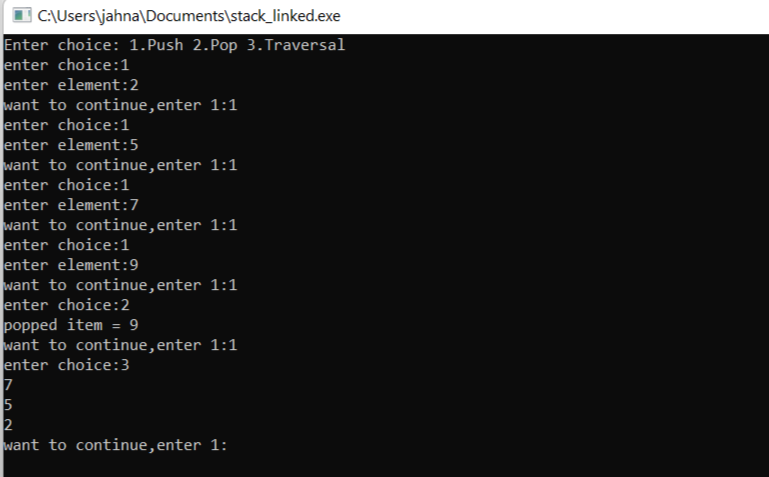 C:\Users\jahna\Documents\stack_linked.exe
Enter choice: 1.Push 2.Pop 3.Traversal
enter choice:1
enter element:2
want to continue,enter 1:1
enter choice:1
enter element:5
want to continue,enter 1:1
enter choice:1
enter element:7
want to continue,enter 1:1
enter choice:1
enter element:9
want to continue,enter 1:1
enter choice:2
popped item = 9
want to continue,enter 1:1
enter choice:3
7
5
2
want to continue,enter 1: